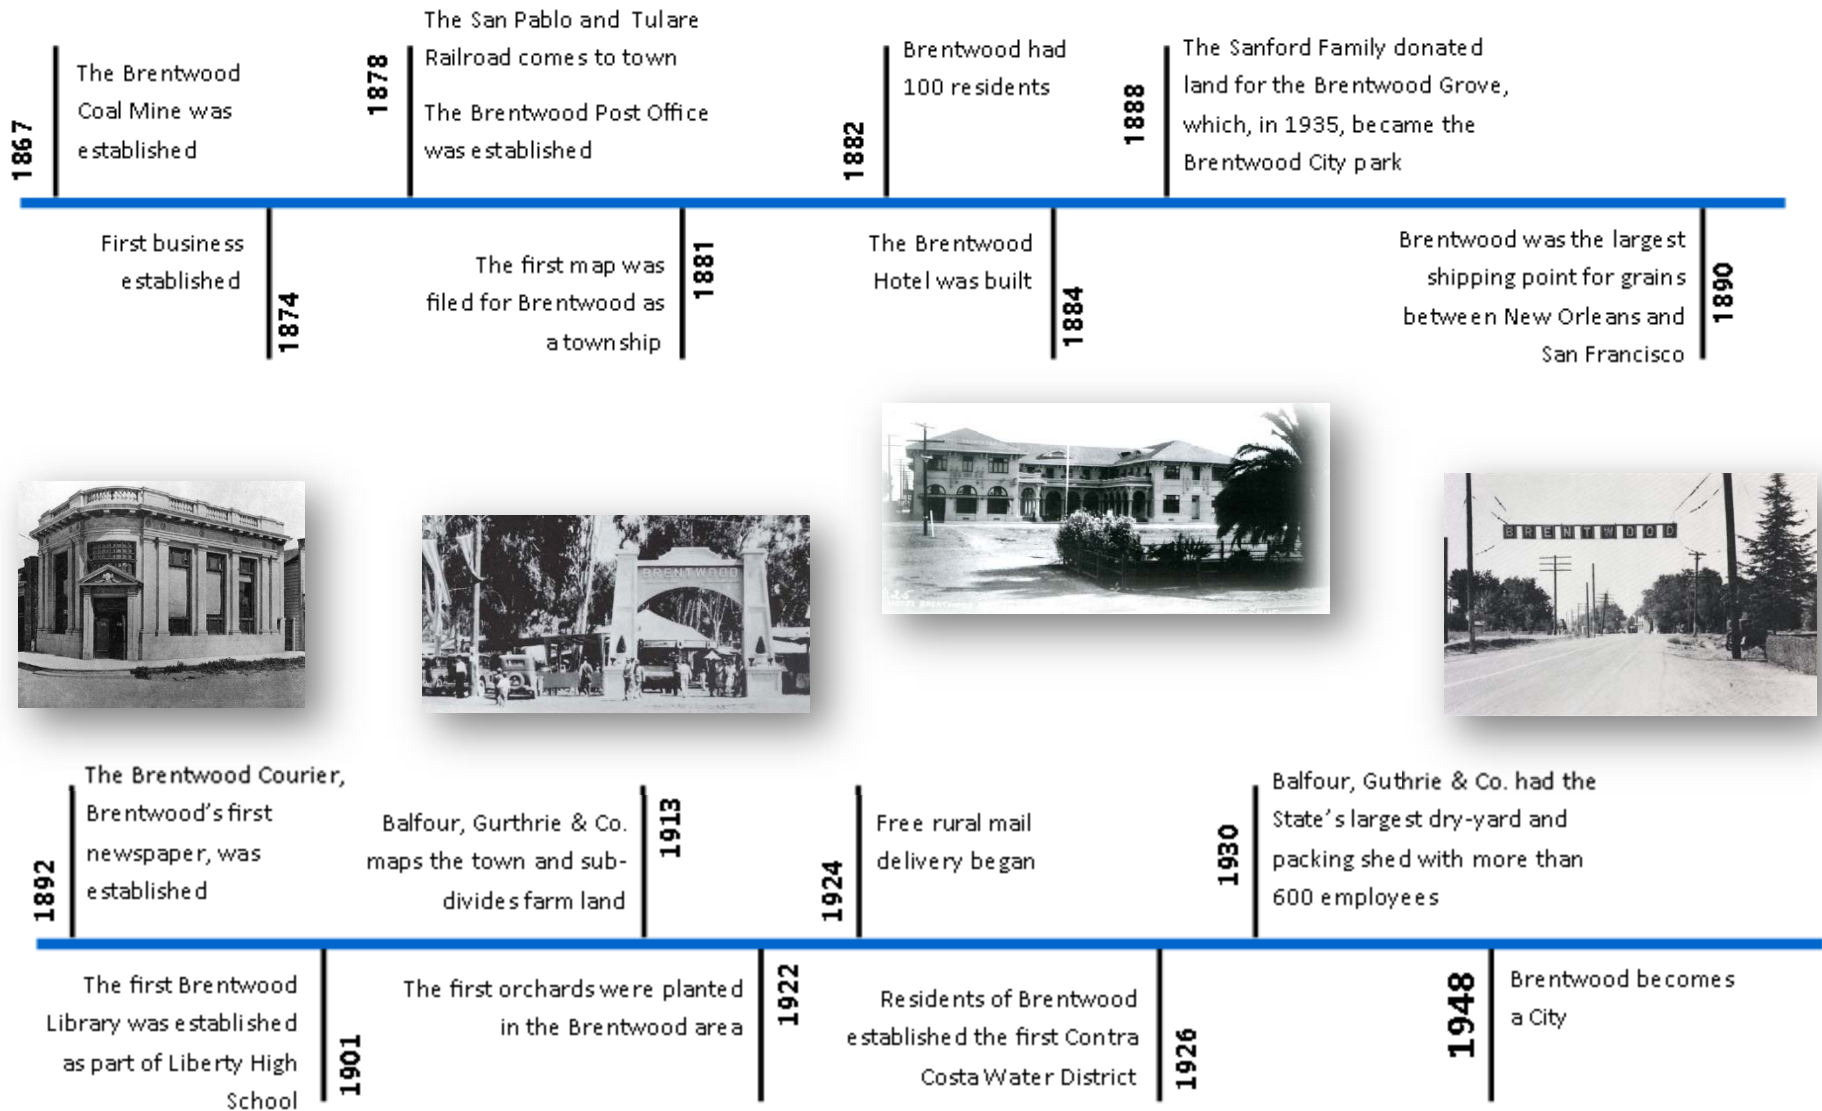 1867
The Brentwood
Coal Mine was
established
First business
established
1874
1878
The San Pablo and Tulare
Railroad comes to town
The Brentwood Post Office
was established
The first map was
filed for Brentwood as
a township
1881
1882
Brentwood had
100 residents
The Brentwood
Hotel was built
1884
1888
The Sanford Family donated
land for the Brentwood Grove,
which, in 1935, became the
Brentwood City park
Brentwood was the largest
shipping point for grains
between New Orleans and
San Francisco
1890
BRENTWOOD
BRENTWOOD
1892
The Brentwood Courier,
Brentwood's first
newspaper, was
established
The first Brentwood
Library was established
as part of Liberty High
School
1901
Balfour, Gurthrie & Co.
maps the town and sub-
divides farm land
1913
The first orchards were planted
in the Brentwood area
1922
1924
Free rural mail
delivery began
Residents of Brentwood
established the first Contra
Costa Water District
1926
1930
Balfour, Guthrie & Co. had the
State's largest dry-yard and
packing shed with more than
600 employees
1948
Brentwood becomes
a City